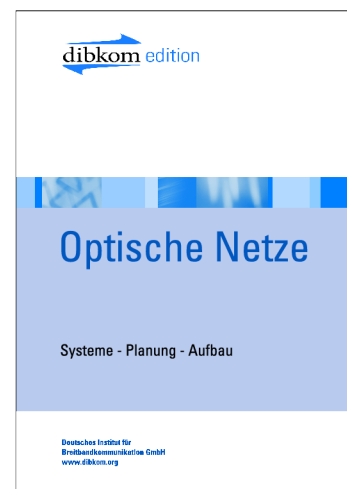 dibkom edition
Optische Netze
Systeme - Planung - Aufbau
Deutsches Institut für
Breitbandkommunikation GmbH
www.dibkom.org